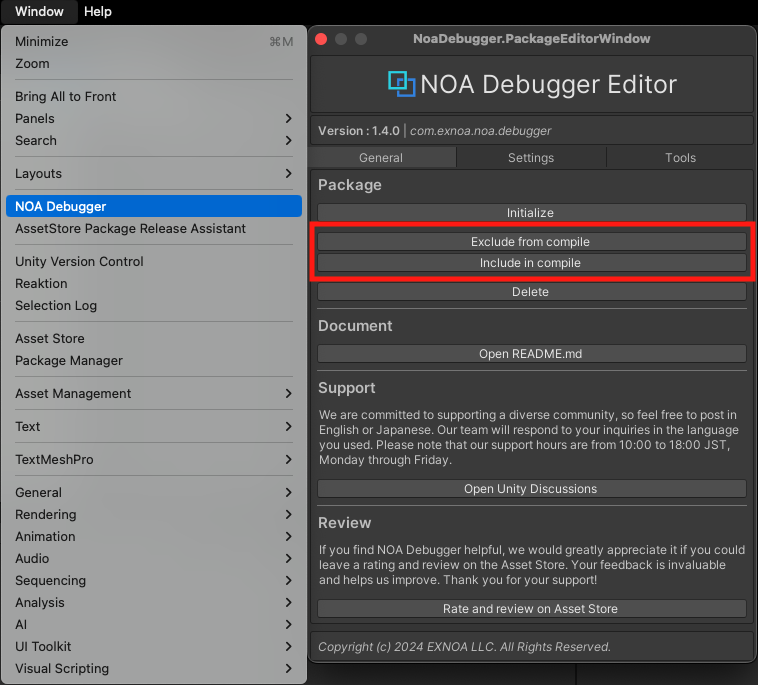 Window Help
Minimize ⌘M
Zoom
Bring All to Front
Panels
Search
Layouts
NOA Debugger
AssetStore Package Release Assistant
Unity Version Control
Reaktion
Selection Log
Asset Store
Package Manager
Asset Management
Text
TextMeshPro
General
Rendering
Animation
Audio
Sequencing
Analysis
AI
UI Toolkit
Visual Scripting
NoaDebugger.PackageEditorWindow
NOA Debugger Editor
Version : 1.4.0 | com.exnoa.noa.debugger
General Settings Tools
Package
Initialize
Exclude from compile
Include in compile
Delete
Document
Open README.md
Support
We are committed to supporting a diverse community, so feel free to post in
English or Japanese. Our team will respond to your inquiries in the language
you used. Please note that our support hours are from 10:00 to 18:00 JST,
Monday through Friday.
Open Unity Discussions
Review
If you find NOA Debugger helpful, we would greatly appreciate it if you could
leave a rating and review on the Asset Store. Your feedback is invaluable
and helps us improve. Thank you for your support!
Rate and review on Asset Store
Copyright (c) 2024 EXNOA LLC. All Rights Reserved.